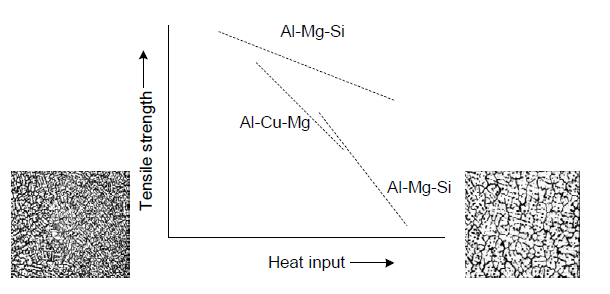 Al-Mg-Si
Tensile strength
Al-Cu-Mg
Al-Mg-Si
Heat input